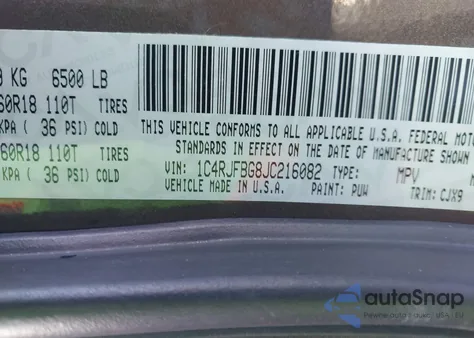 KG 6500 LB
60R18 110T TIRES
KPA ( 36 PSI) COLD
60R18 110T TIRES
KPA ( 36 PSI) COLD
THIS VEHICLE CONFORMS TO ALL APPLICABLE U.S.A. FEDERAL MOTO
STANDARDS IN EFFECT ON THE DATE OF MANUFACTURE
VIN: 1C4RJFBG8JC216082 TYPE: MPV
VEHICLE MADE IN U.S.A. PAINT: PUW TRIM: CJX9
autoSnap